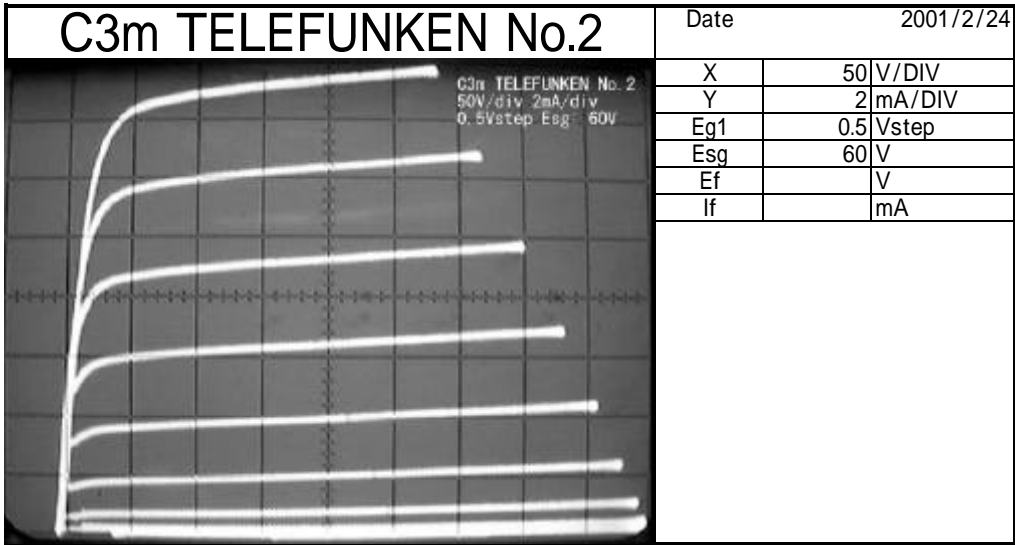 C3m TELEFUNKEN No.2
Date 2001/2/24
C3m TELEFUNKEN No. 2
50V/div 2mA/div
0.5Vstep Esg 60V
X 50 V/DIV
Y 2 mA/DIV
Eg1 0.5 Vstep
Esg 60 V
Ef V
If mA